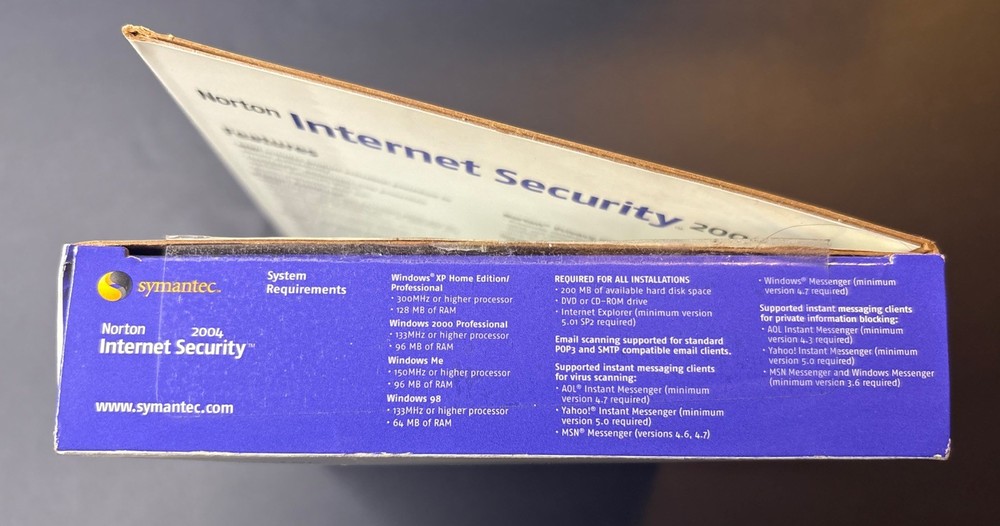 Norton Internet Security 200
Features
symantec™
Norton 2004
Internet Security™
www.symantec.com
System
Requirements
Windows® XP Home Edition/
Professional
• 300MHz or higher processor
• 128 MB of RAM
Windows 2000 Professional
• 133MHz or higher processor
• 96 MB of RAM
Windows Me
• 150MHz or higher processor
• 96 MB of RAM
Windows 98
• 133MHz or higher processor
• 64 MB of RAM
REQUIRED FOR ALL INSTALLATIONS
• 200 MB of available hard disk space
• DVD or CD-ROM drive
• Internet Explorer (minimum
version 5.01 SP2 required)
Email scanning supported for standard
POP3 and SMTP compatible email clients.
Supported instant messaging clients
for virus scanning:
• AOL® Instant Messenger (minimum
version 4.7 required)
• Yahoo!® Instant Messenger (minimum
version 5.0 required)
• MSN® Messenger (versions 4.6, 4.7)
• Windows® Messenger (minimum
version 4.7 required)
Supported instant messaging clients
for private information blocking:
• AOL Instant Messenger (minimum
version 4.3 required)
• Yahoo! Instant Messenger (minimum
version 5.0 required)
• MSN Messenger and Windows Messenger
(minimum version 3.6 required)